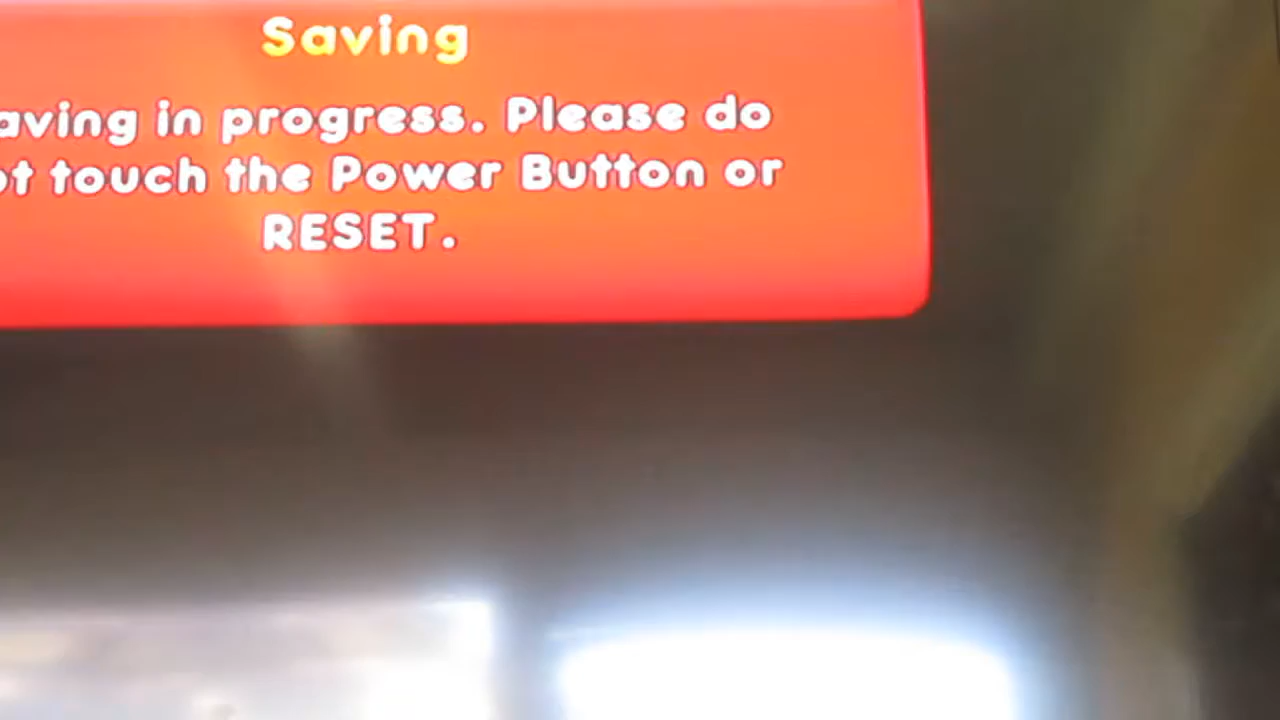 Saving
aving in progress. Please do
ot touch the Power Button or
RESET.